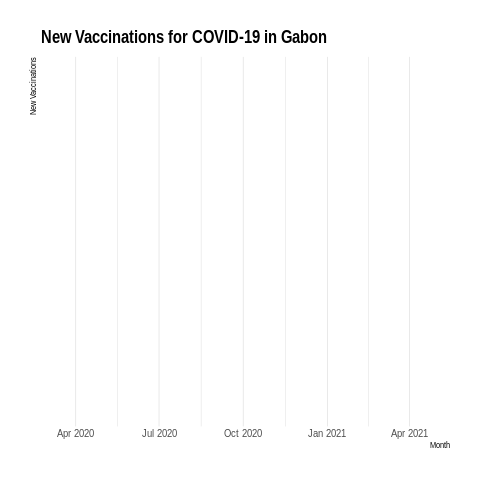 New Vaccinations for COVID-19 in Gabon
New Vaccinations
Apr 2020 Jul 2020 Oct 2020 Jan 2021 Apr 2021
Month